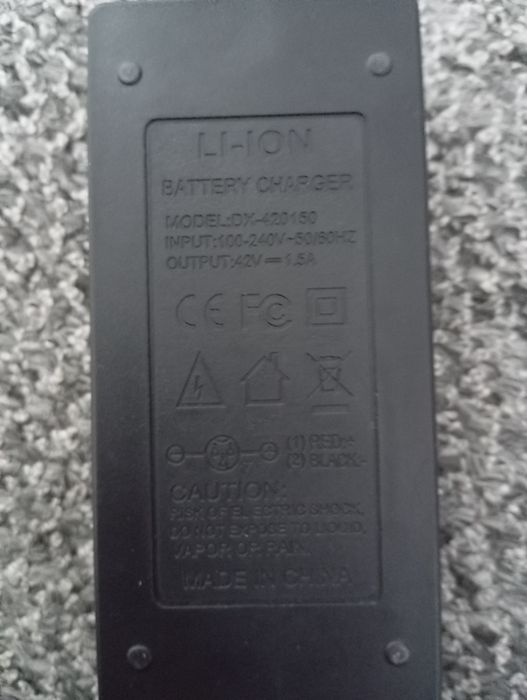 LI-ION
BATTERY CHARGER
MODEL:DX-420150
INPUT:100-240V~50/60HZ
OUTPUT:42V⎓1.5A
CE FC
(1) RED:+
(2) BLACK:-
CAUTION:
RISK OF ELECTRIC SHOCK,
DO NOT EXPOSE TO LIQUID,
VAPOR OR RAIN.
MADE IN CHINA